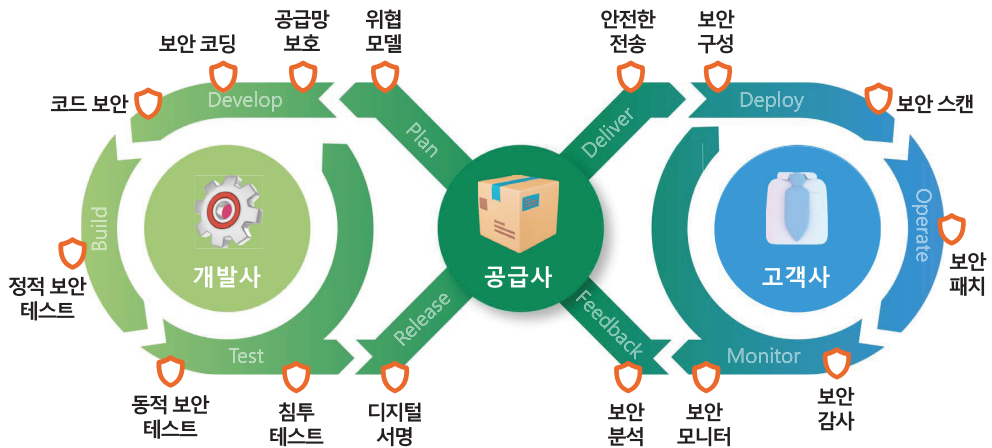 공급망
보호
위협
모델
안전한
전송
보안
구성
보안 코딩
코드 보안
Develop
Plan
Deliver
Deploy
보안 스캔
Build
개발사
공급사
고객사
Operate
정적 보안
테스트
보안
패치
Test
Release
Feedback
Monitor
동적 보안
테스트
침투
테스트
디지털
서명
보안
분석
보안
모니터
보안
감사